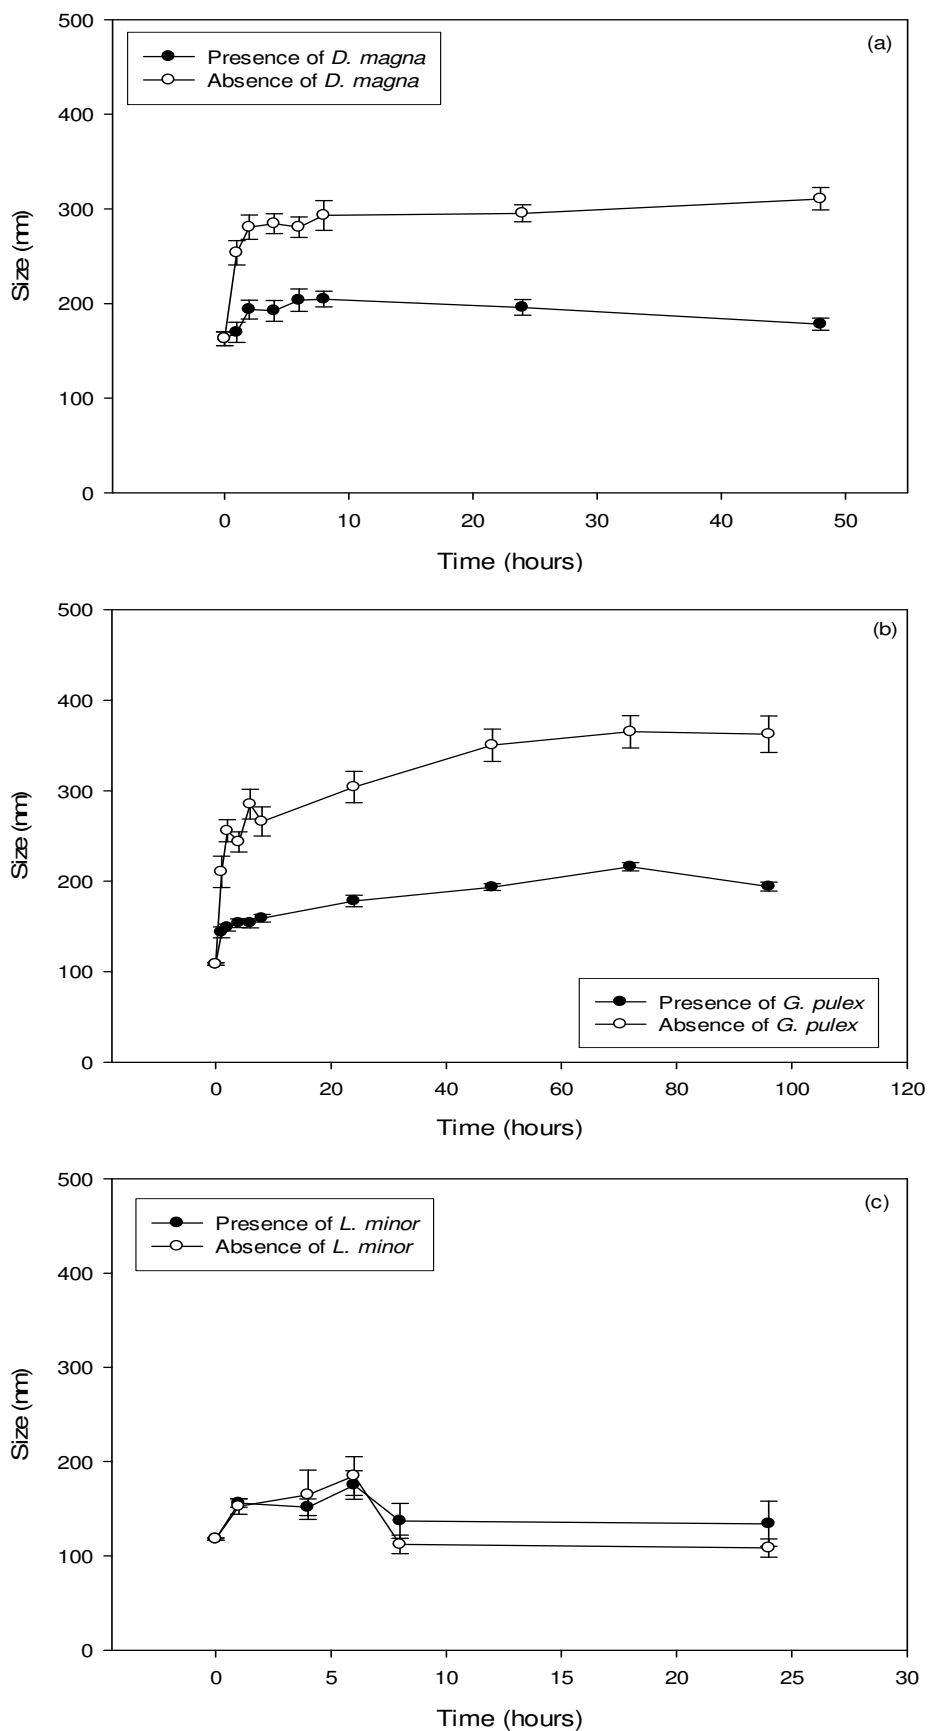 500
(a)
Presence of D. magna
Absence of D. magna
400
300
Size (nm)
200
100
0
0 10 20 30 40 50
Time (hours)
500
(b)
400
300
Size (nm)
200
100
Presence of G. pulex
Absence of G. pulex
0
0 20 40 60 80 100 120
Time (hours)
500
(c)
Presence of L. minor
Absence of L. minor
400
300
Size (nm)
200
100
0
0 5 10 15 20 25 30
Time (hours)